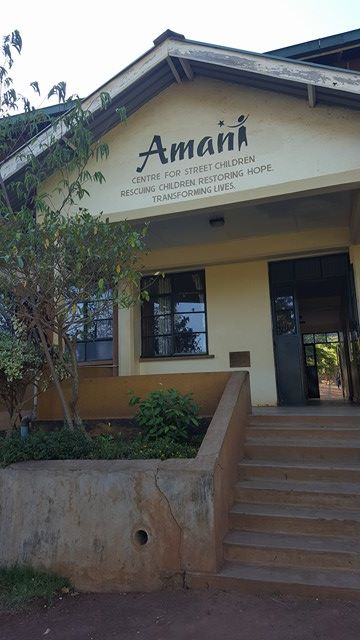 Amani
CENTRE FOR STREET CHILDREN
RESCUING CHILDREN RESTORING HOPE.
TRANSFORMING LIVES.